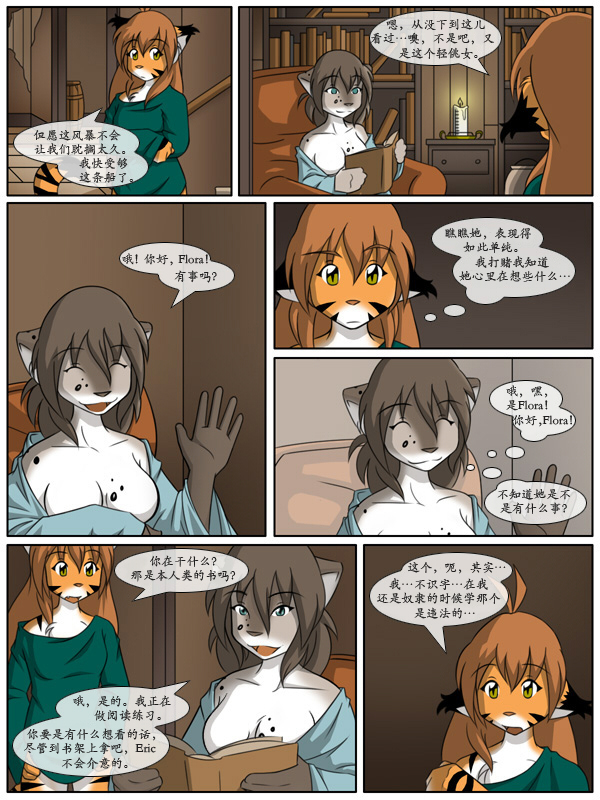 但愿这风暴不会
让我们耽搁太久。
我快受够
这条船了。
嗯，从没下到这儿
看过…噢，不是吧，又
是这个轻佻女。
哦！你好，Flora！
有事吗？
瞧瞧她，表现得
如此单纯。
我打赌我知道
她心里在想些什么…
哦，嘿，
是Flora！
你好,Flora！
不知道她是不
是有什么事？
你在干什么？
那是本人类的书吗？
哦，是的。我正在
做阅读练习。
你要是有什么想看的话，
尽管到书架上拿吧，Eric
不会介意的。
这个，呃，其实…
我…不识字…在我
还是奴隶的时候学那个
是违法的…